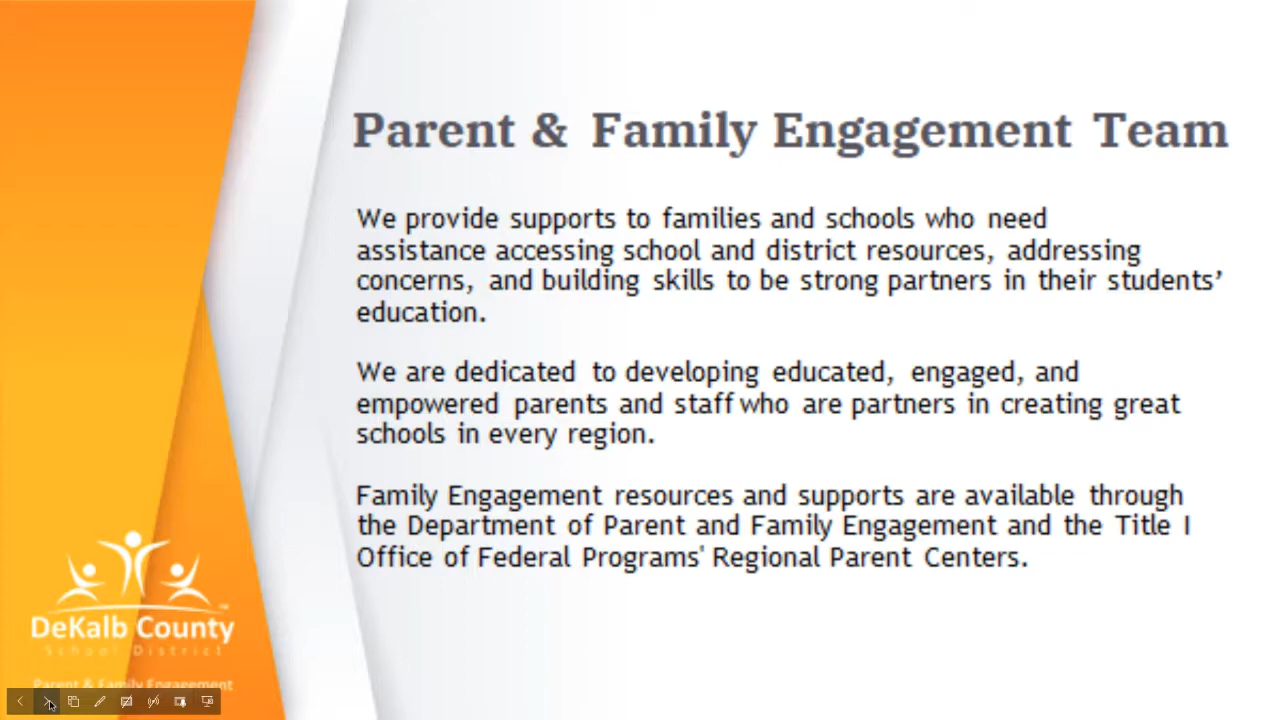 Parent & Family Engagement Team
We provide supports to families and schools who need
assistance accessing school and district resources, addressing
concerns, and building skills to be strong partners in their students’
education.
We are dedicated to developing educated, engaged, and
empowered parents and staff who are partners in creating great
schools in every region.
Family Engagement resources and supports are available through
the Department of Parent and Family Engagement and the Title I
Office of Federal Programs' Regional Parent Centers.
DeKalb County
School District
Parent & Family Engagement